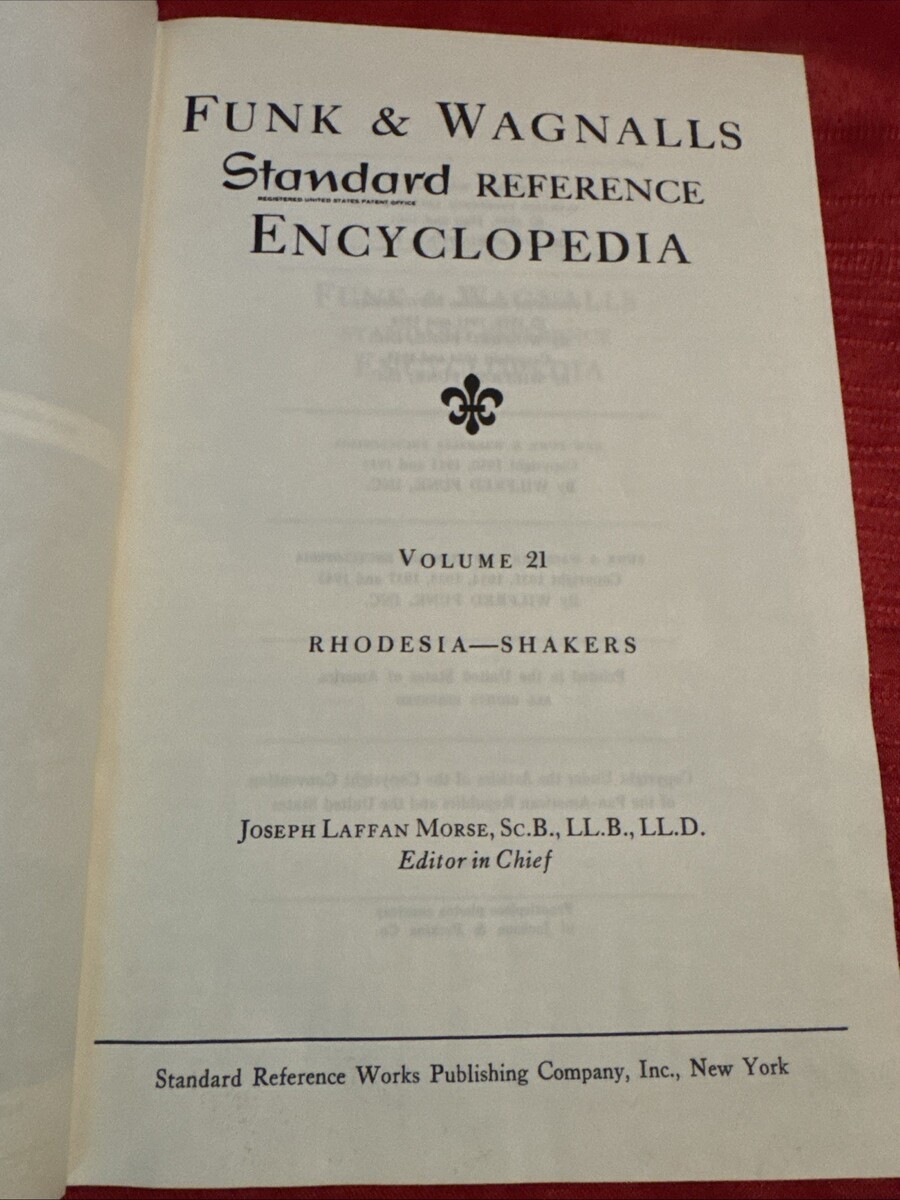 FUNK & WAGNALLS
Standard REFERENCE
REGISTERED UNITED STATES PATENT OFFICE
ENCYCLOPEDIA
VOLUME 21
RHODESIA—SHAKERS
JOSEPH LAFFAN MORSE, SC.B., LL.B., LL.D.
Editor in Chief
Standard Reference Works Publishing Company, Inc., New York